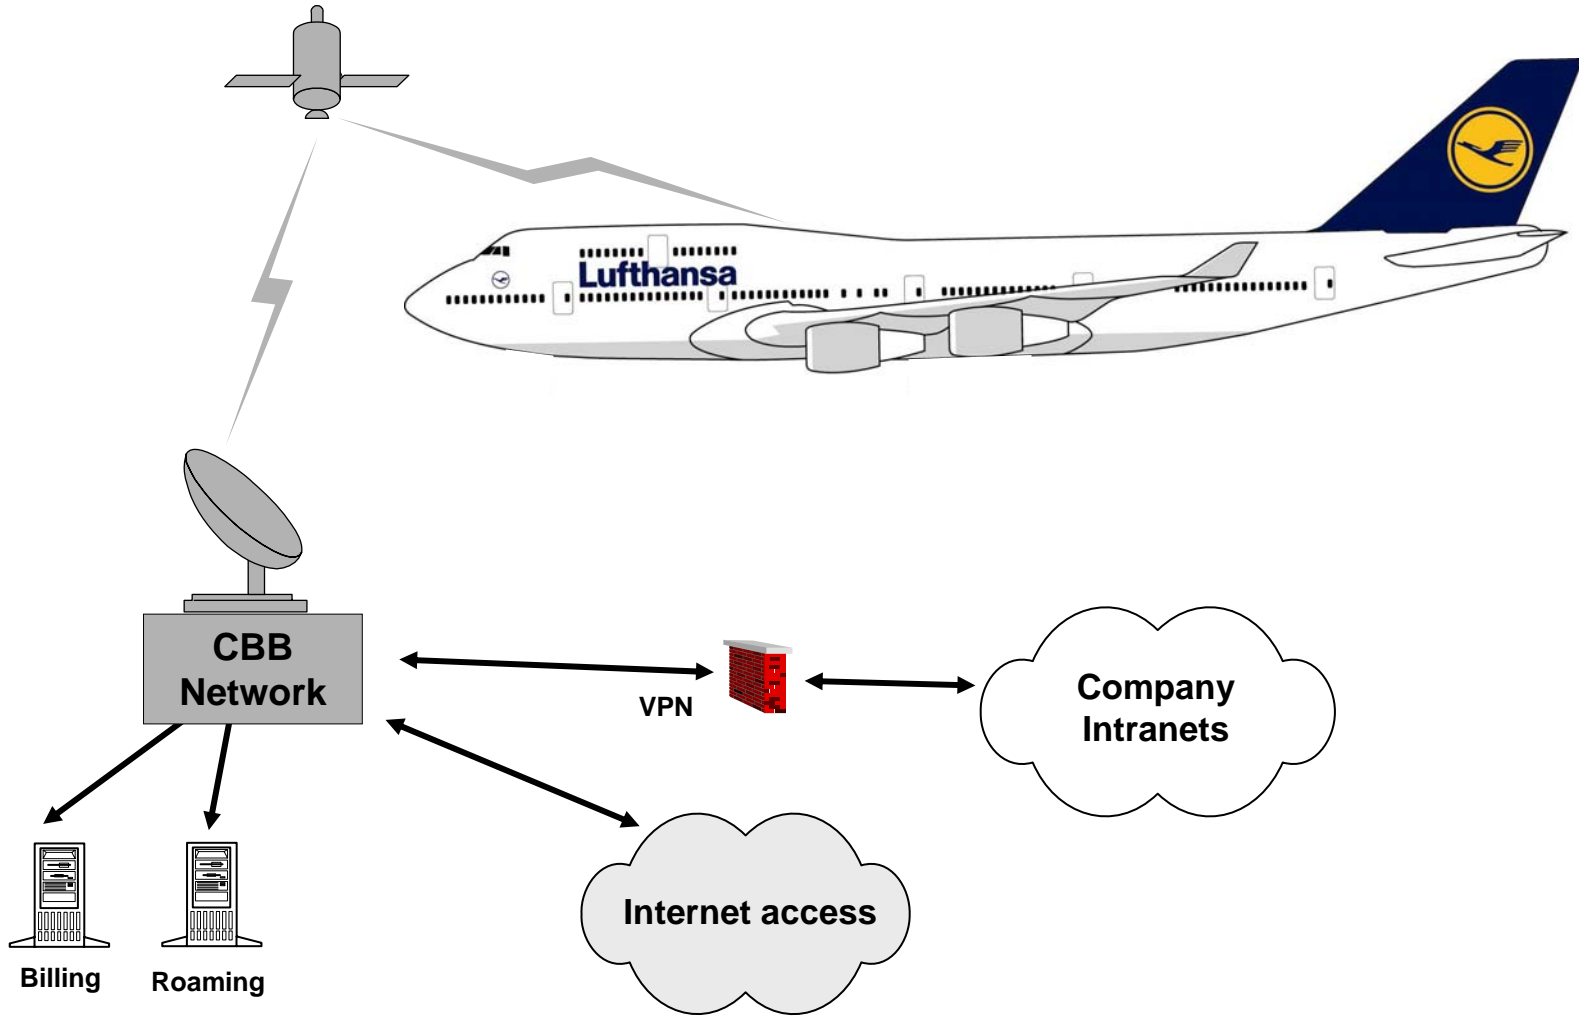 Lufthansa
CBB
Network
VPN
Company
Intranets
Internet access
Billing
Roaming